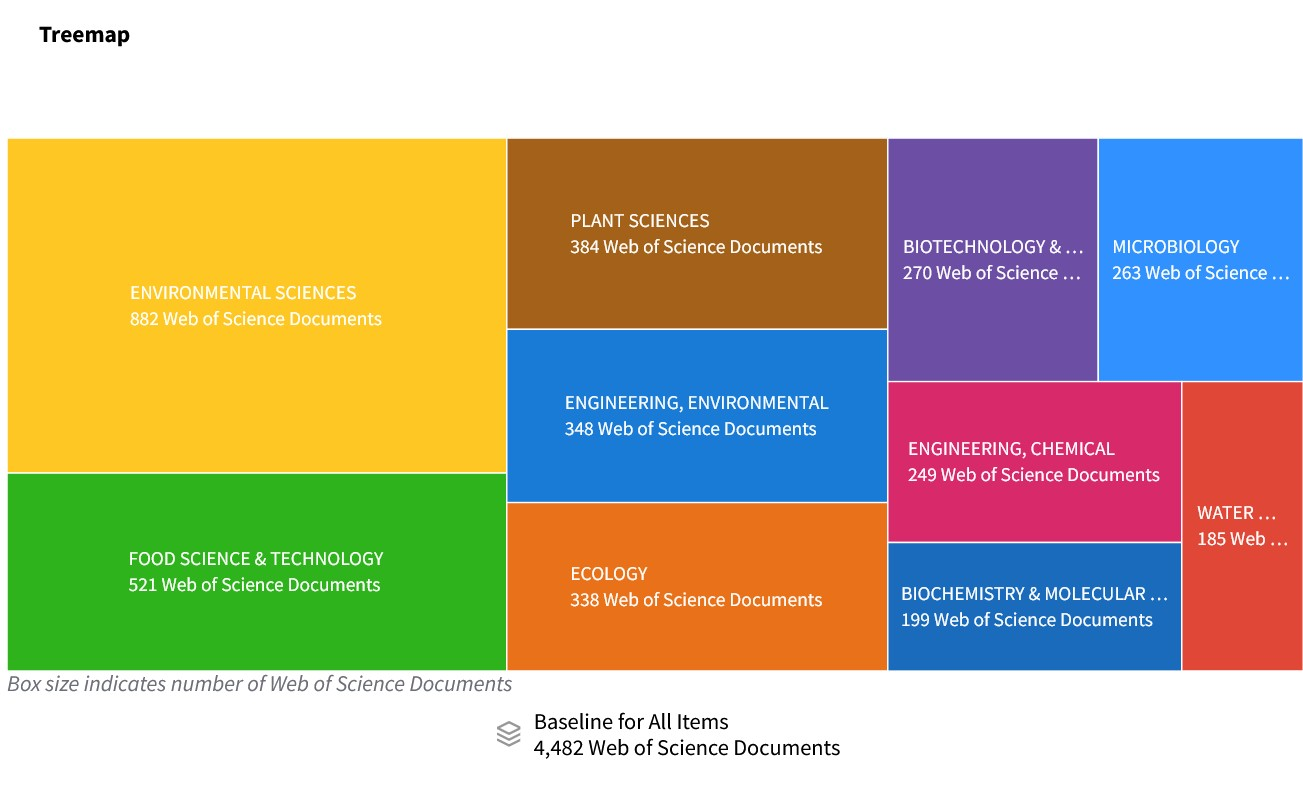 Treemap
ENVIRONMENTAL SCIENCES
882 Web of Science Documents
FOOD SCIENCE & TECHNOLOGY
521 Web of Science Documents
PLANT SCIENCES
384 Web of Science Documents
ENGINEERING, ENVIRONMENTAL
348 Web of Science Documents
ECOLOGY
338 Web of Science Documents
BIOTECHNOLOGY & ...
270 Web of Science ...
MICROBIOLOGY
263 Web of Science ...
ENGINEERING, CHEMICAL
249 Web of Science Documents
BIOCHEMISTRY & MOLECULAR ...
199 Web of Science Documents
WATER ...
185 Web ...
Box size indicates number of Web of Science Documents
Baseline for All Items
4,482 Web of Science Documents